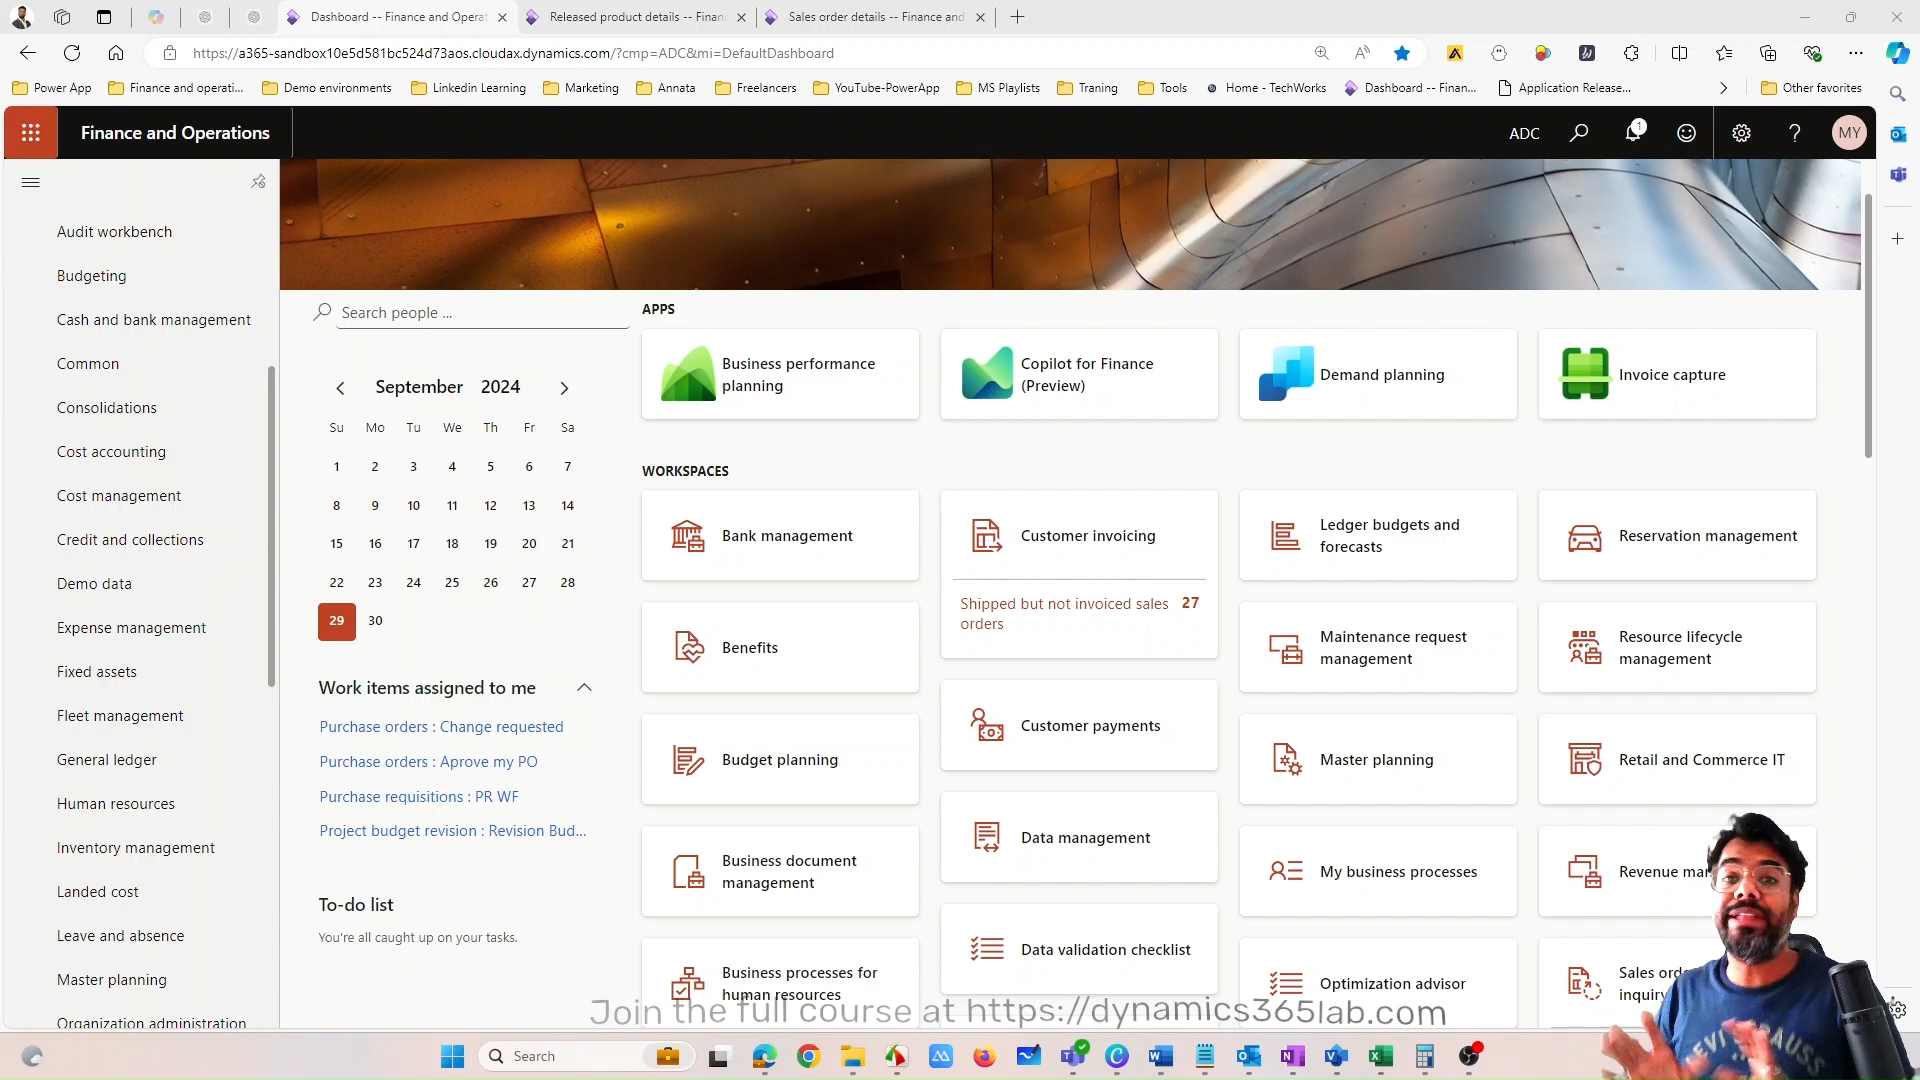 Dashboard -- Finance and Operat
Released product details -- Financ
Sales order details -- Finance and
https://a365-sandbox10e5d581bc524d73aos.cloudax.dynamics.com/?cmp=ADC&mi=DefaultDashboard
Power App
Finance and operati...
Demo environments
Linkedin Learning
Marketing
Annata
Freelancers
YouTube-PowerApp
MS Playlists
Traning
Tools
Home - TechWorks
Dashboard -- Finan...
Application Release...
Other favorites
Finance and Operations
ADC
1
MY
Audit workbench
Budgeting
Cash and bank management
Common
Consolidations
Cost accounting
Cost management
Credit and collections
Demo data
Expense management
Fixed assets
Fleet management
General ledger
Human resources
Inventory management
Landed cost
Leave and absence
Master planning
Organization administration
Search people ...
September 2024
Su Mo Tu We Th Fr Sa
1 2 3 4 5 6 7
8 9 10 11 12 13 14
15 16 17 18 19 20 21
22 23 24 25 26 27 28
29 30
Work items assigned to me
Purchase orders : Change requested
Purchase orders : Aprove my PO
Purchase requisitions : PR WF
Project budget revision : Revision Bud...
To-do list
You're all caught up on your tasks.
APPS
Business performance
planning
Copilot for Finance
(Preview)
Demand planning
Invoice capture
WORKSPACES
Bank management
Benefits
Budget planning
Business document
management
Business processes for
human resources
Customer invoicing
Shipped but not invoiced sales
orders
27
Customer payments
Data management
Data validation checklist
Ledger budgets and
forecasts
Maintenance request
management
Master planning
My business processes
Optimization advisor
Reservation management
Resource lifecycle
management
Retail and Commerce IT
Revenue
Sales
inquiry
Join the full course at https://dynamics365lab.com
Search